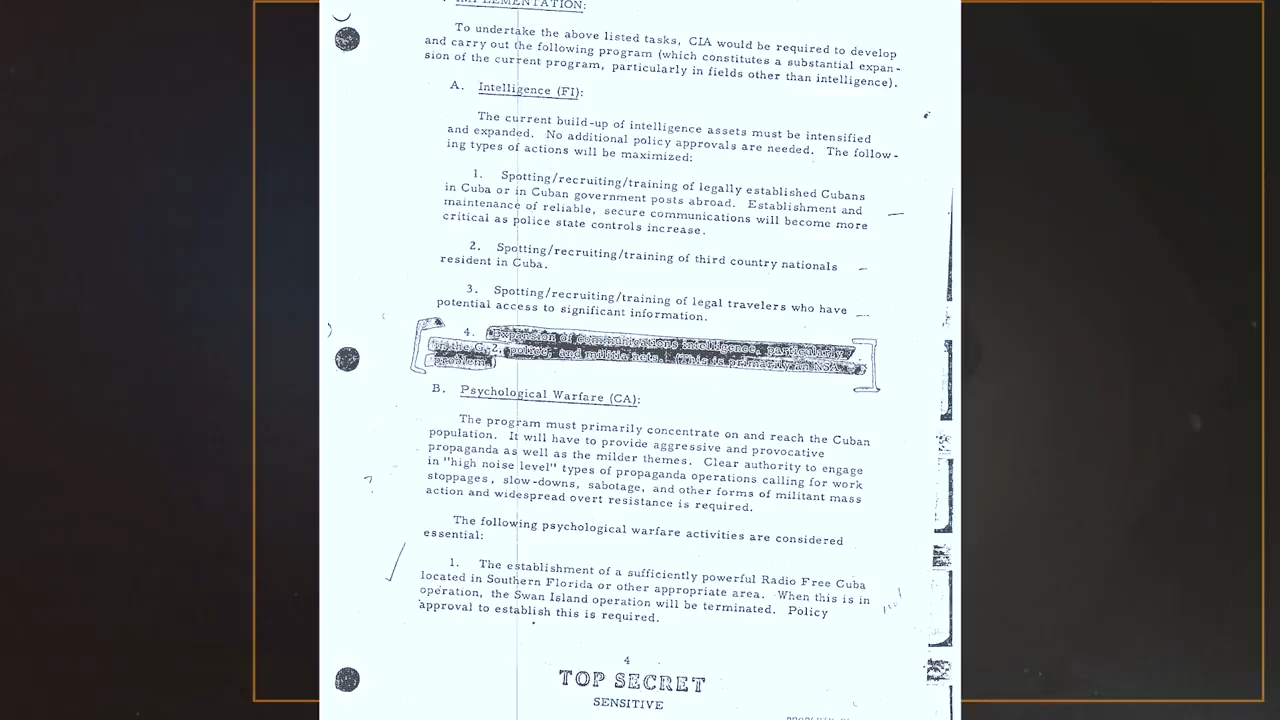 IMPLEMENTATION:
To undertake the above listed tasks, CIA would be required to develop
and carry out the following program (which constitutes a substantial expan-
sion of the current program, particularly in fields other than intelligence).
A. Intelligence (FI):
The current build-up of intelligence assets must be intensified
and expanded. No additional policy approvals are needed. The follow-
ing types of actions will be maximized:
1. Spotting/recruiting/training of legally established Cubans
in Cuba or in Cuban government posts abroad. Establishment and
maintenance of reliable, secure communications will become more
critical as police state controls increase.
2. Spotting/recruiting/training of third country nationals
resident in Cuba.
3. Spotting/recruiting/training of legal travelers who have
potential access to significant information.
4. Expansion of communications intelligence, particularly
in the G-2, police, and militia nets. (This is primarily an NSA
problem.)
B. Psychological Warfare (CA):
The program must primarily concentrate on and reach the Cuban
population. It will have to provide aggressive and provocative
propaganda as well as the milder themes. Clear authority to engage
in "high noise level" types of propaganda operations calling for work
stoppages, slow-downs, sabotage, and other forms of militant mass
action and widespread overt resistance is required.
The following psychological warfare activities are considered
essential:
1. The establishment of a sufficiently powerful Radio Free Cuba
located in Southern Florida or other appropriate area. When this is in
operation, the Swan Island operation will be terminated. Policy
approval to establish this is required.
4
TOP SECRET
SENSITIVE